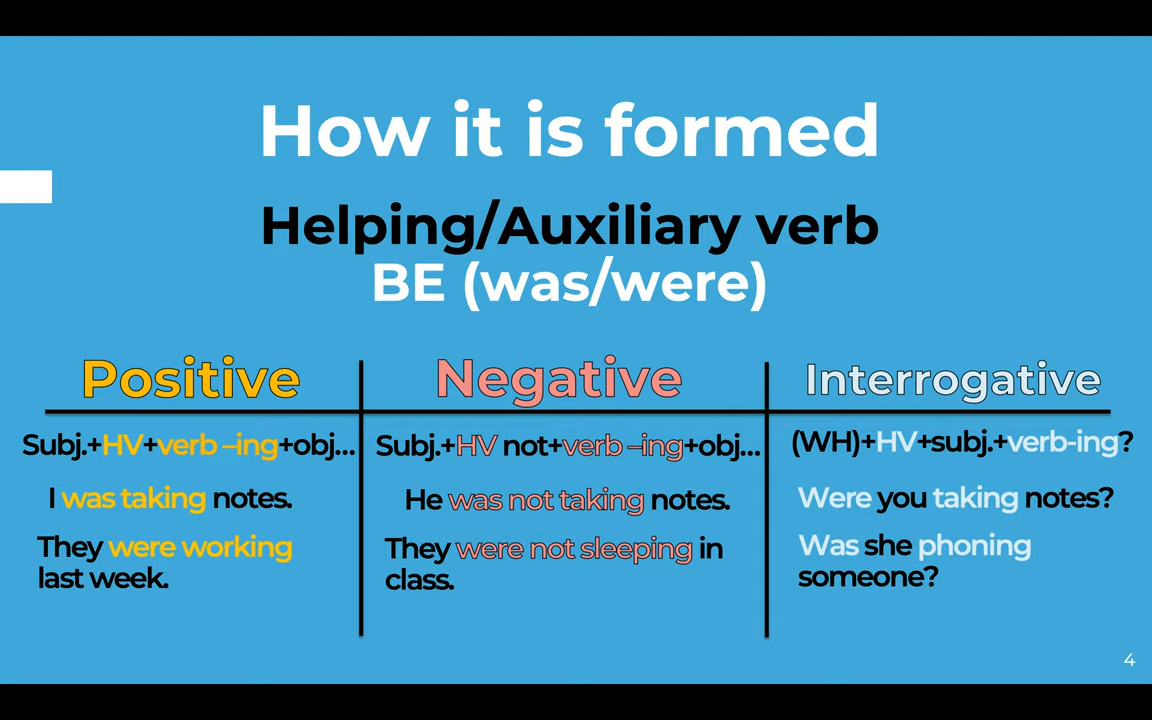 How it is formed
Helping/Auxiliary verb
BE (was/were)
Positive
Subj.+HV+verb –ing+obj...
I was taking notes.
They were working
last week.
Negative
Subj.+HV not+verb –ing+obj...
He was not taking notes.
They were not sleeping in
class.
Interrogative
(WH)+HV+subj.+verb-ing?
Were you taking notes?
Was she phoning
someone?
4